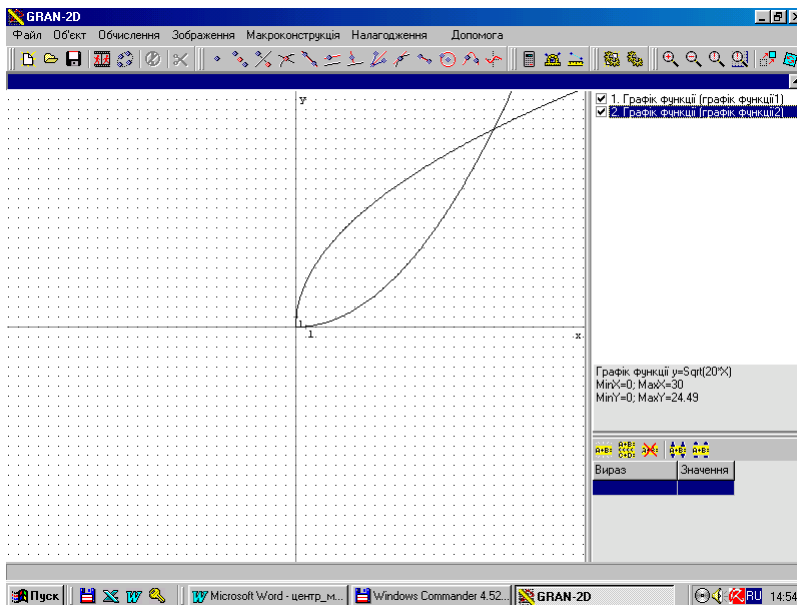 GRAN-2D
Файл Об'єкт Обчислення Зображення Макроконструкція Налагодження Допомога
y
1. Графік функції (графік функції1)
2. Графік функції (графік функції2)
1
1
x
Графік функції y=Sqrt(20*X)
MinX=0; MaxX=30
MinY=0; MaxY=24.49
Вираз Значення
Пуск Microsoft Word - центр_м... Windows Commander 4.52... GRAN-2D RU 14:54